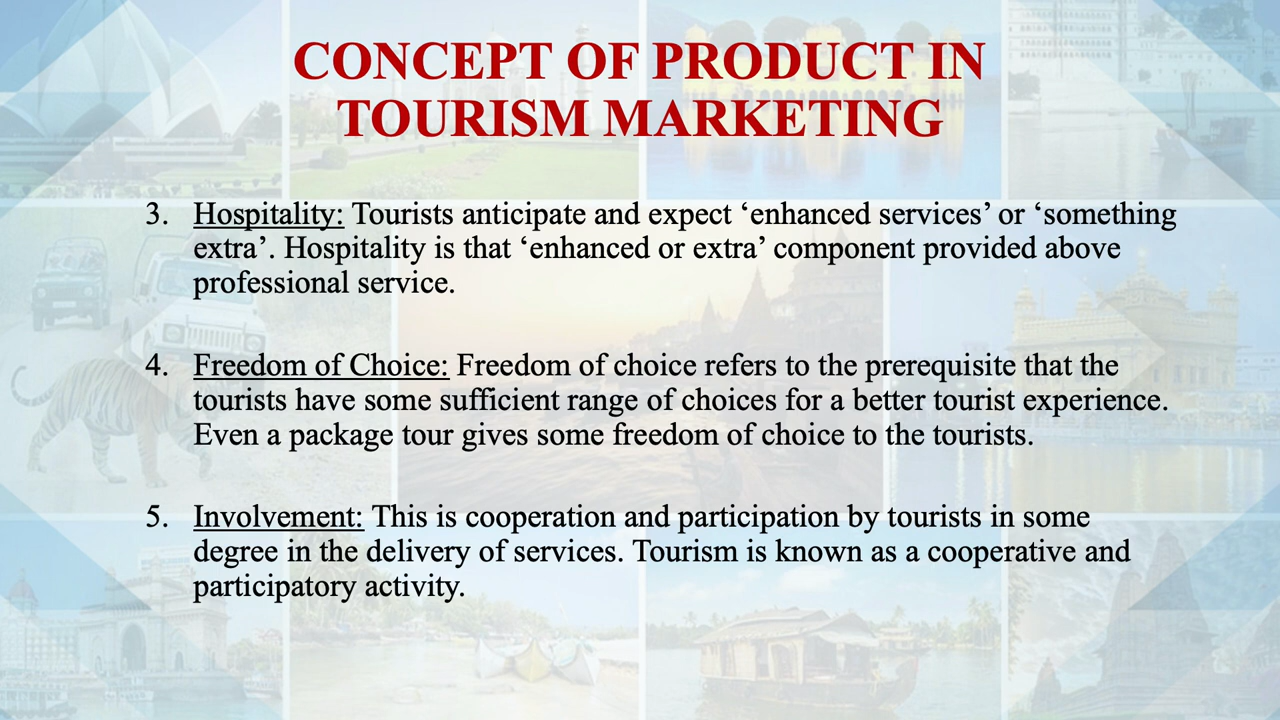 CONCEPT OF PRODUCT IN
TOURISM MARKETING
3. Hospitality: Tourists anticipate and expect ‘enhanced services’ or ‘something
extra’. Hospitality is that ‘enhanced or extra’ component provided above
professional service.
4. Freedom of Choice: Freedom of choice refers to the prerequisite that the
tourists have some sufficient range of choices for a better tourist experience.
Even a package tour gives some freedom of choice to the tourists.
5. Involvement: This is cooperation and participation by tourists in some
degree in the delivery of services. Tourism is known as a cooperative and
participatory activity.